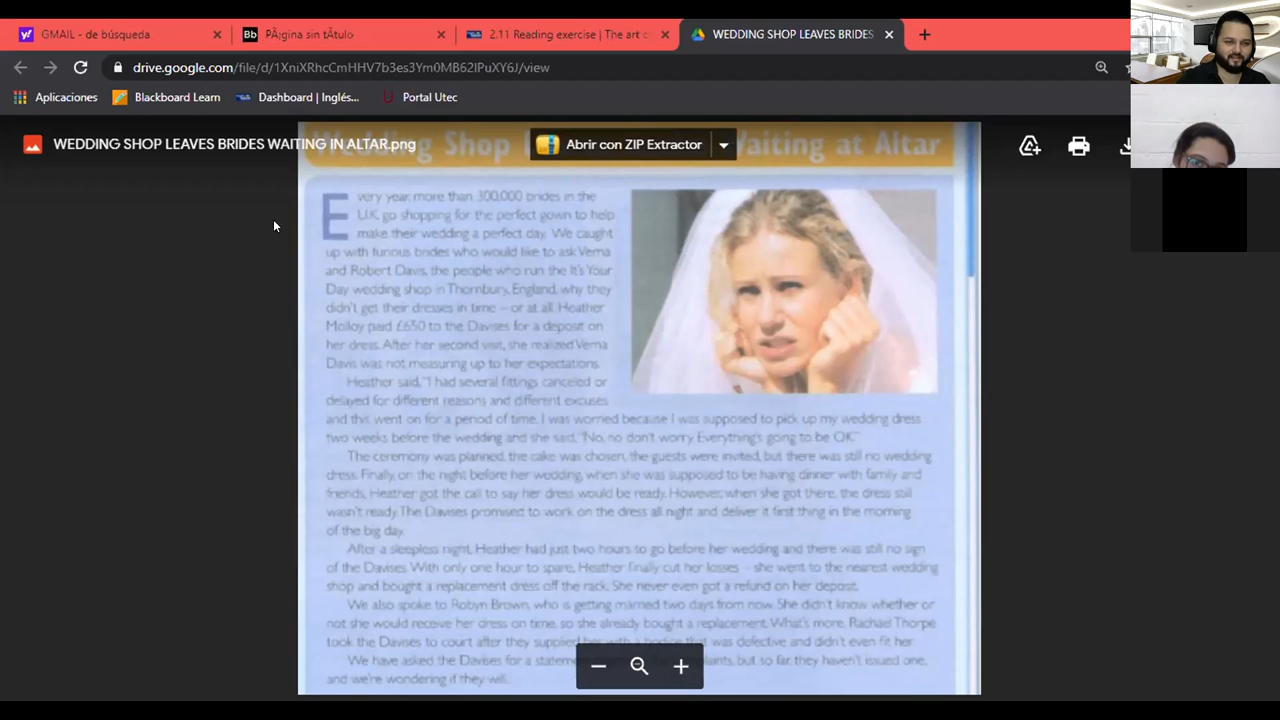 GMAIL - de búsqueda
PÃ¡gina sin tÃ­tulo
2.11 Reading exercise | The art o
WEDDING SHOP LEAVES BRIDES
drive.google.com/file/d/1XniXRhcCmHHV7b3es3Ym0MB62IPuXY6J/view
Aplicaciones
Blackboard Learn
Dashboard | Inglés...
Portal Utec
WEDDING SHOP LEAVES BRIDES WAITING IN ALTAR.png
Abrir con ZIP Extractor
Wedding Shop Waiting at Altar
Every year, more than 300,000 brides in the
U.K. go shopping for the perfect gown to help
make their wedding a perfect day. We caught
up with furious brides who would like to ask Verna
and Robert Davis, the people who run the It's Your
Day wedding shop in Thornbury, England, why they
didn't get their dresses in time – or at all. Heather
Molloy paid £650 to the Davises for a deposit on
her dress. After her second visit, she realized Verna
Davis was not measuring up to her expectations.
Heather said, "I had several fittings canceled or
delayed for different reasons and different excuses
and this went on for a period of time. I was worried because I was supposed to pick up my wedding dress
two weeks before the wedding and she said, "No, no don't worry. Everything's going to be OK."
The ceremony was planned, the cake was chosen, the guests were invited, but there was still no wedding
dress. Finally, on the night before her wedding, when she was supposed to be having dinner with family and
friends, Heather got the call to say her dress would be ready. However, when she got there, the dress still
wasn't ready. The Davises promised to work on the dress all night and deliver it first thing in the morning
of the big day.
After a sleepless night, Heather had just two hours to go before her wedding and there was still no sign
of the Davises. With only one hour to spare, Heather finally cut her losses – she went to the nearest wedding
shop and bought a replacement dress off the rack. She never even got a refund on her deposit.
We also spoke to Robyn Brown, who is getting married two days from now. She didn't know whether or
not she would receive her dress on time, so she already bought a replacement. What's more, Rachael Thorpe
took the Davises to court after they supplied her with a bodice that was defective and didn't even fit her.
We have asked the Davises for a statement, but so far, they haven't issued one,
and we're wondering if they will.